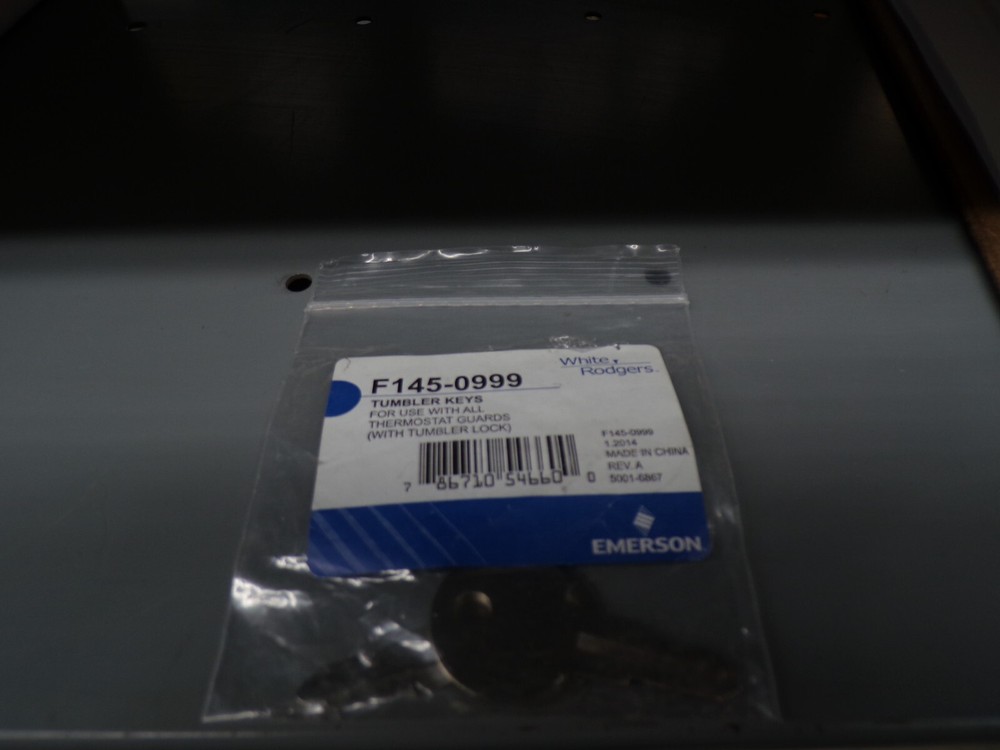 White
Rodgers
F145-0999
TUMBLER KEYS
FOR USE WITH ALL
THERMOSTAT GUARDS
(WITH TUMBLER LOCK)
F145-0999
1.2014
MADE IN CHINA
REV. A
5001-6867
7 86710 54660 0
EMERSON